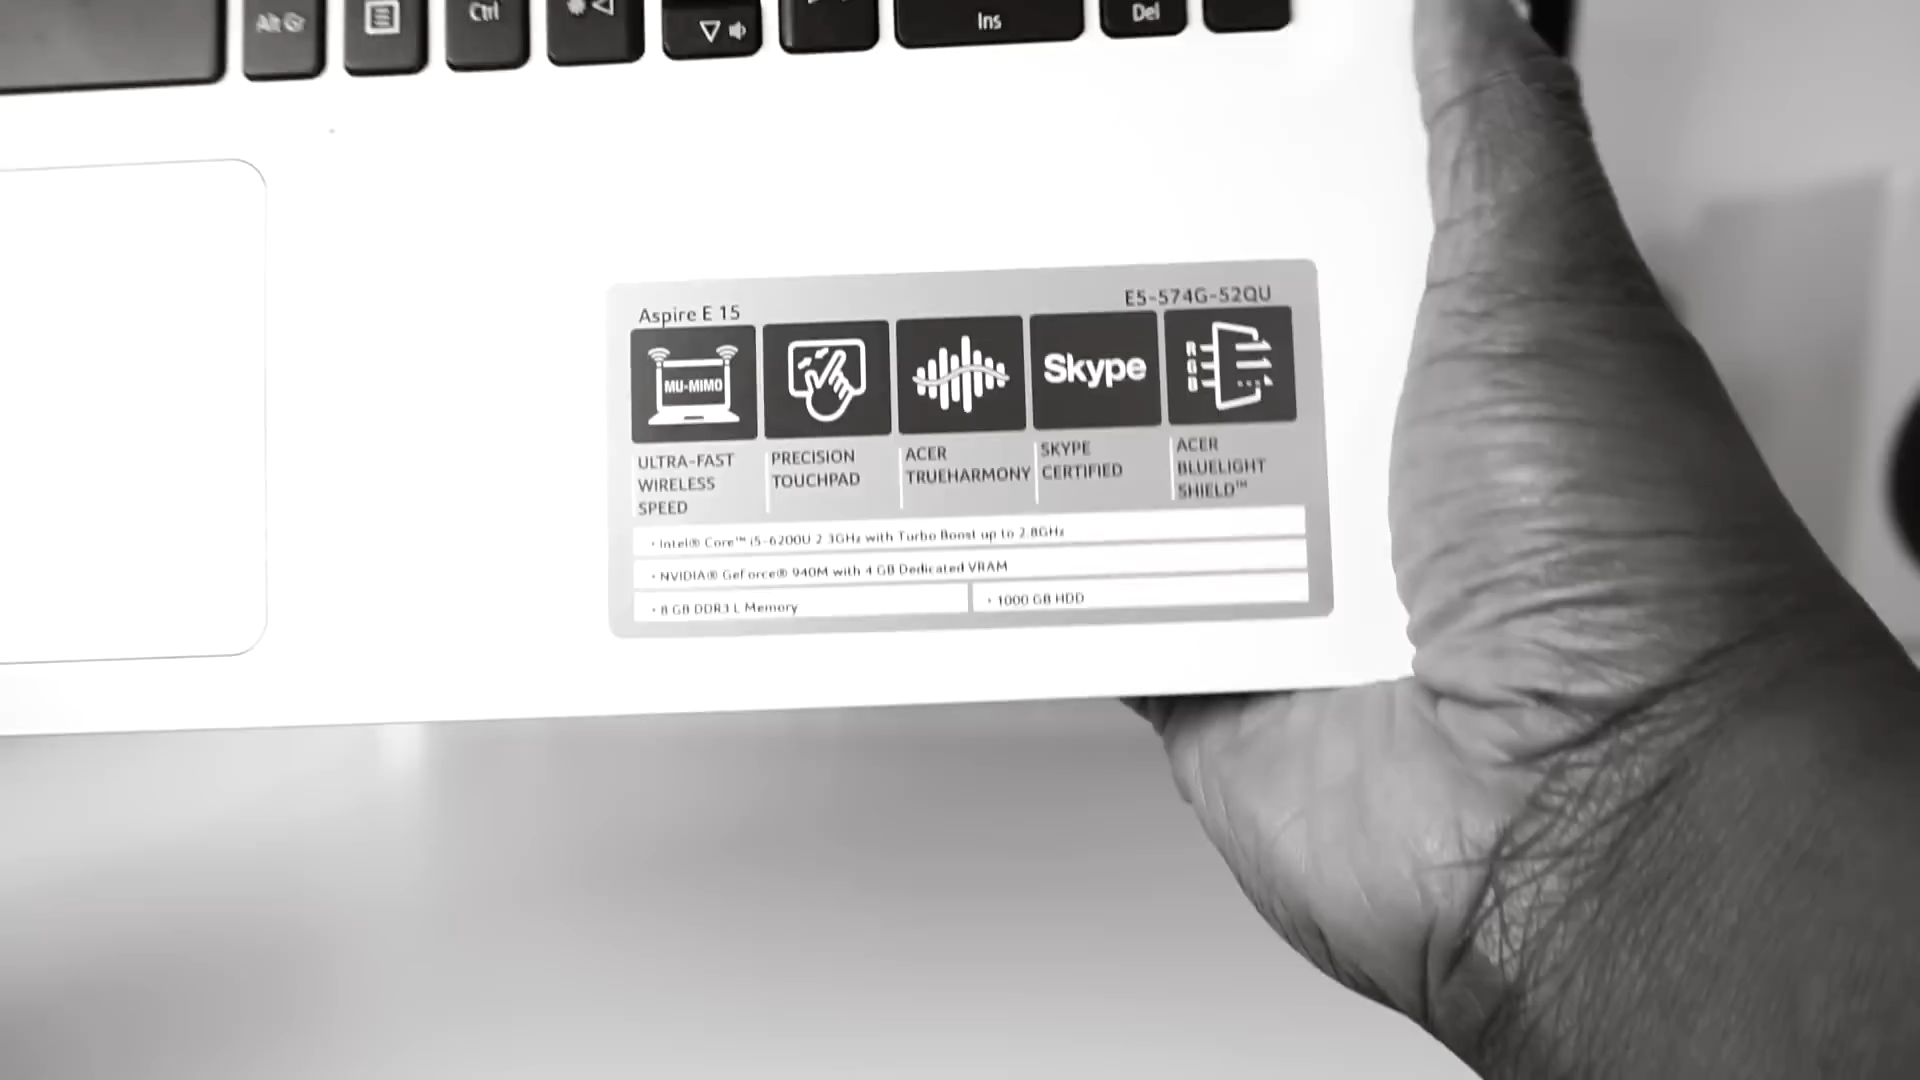 Alt Gr
Ctrl
Ins
Del
Aspire E 15
E5-574G-52QU
MU-MIMO
Skype
R
G
B
ULTRA-FAST
WIRELESS
SPEED
PRECISION
TOUCHPAD
ACER
TRUEHARMONY
SKYPE
CERTIFIED
ACER
BLUELIGHT
SHIELD™
• Intel® Core™ i5-6200U 2.3GHz with Turbo Boost up to 2.8GHz
• NVIDIA® GeForce® 940M with 4 GB Dedicated VRAM
• 8 GB DDR3 L Memory
• 1000 GB HDD